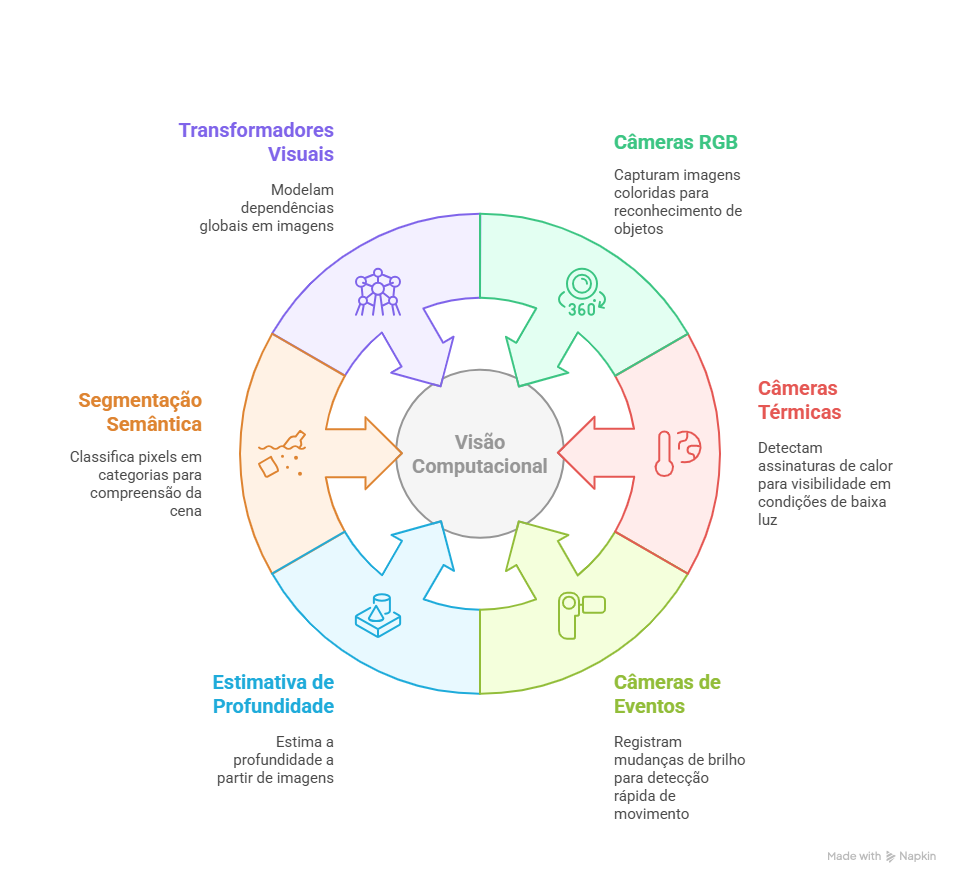 Transformadores
Visuais
Modelam
dependências
globais em imagens
Câmeras RGB
Capturam imagens
coloridas para
reconhecimento de
objetos
360°
Segmentação
Semântica
Classifica pixels em
categorias para
compreensão da
cena
Visão
Computacional
Câmeras
Térmicas
Detectam
assinaturas de calor
para visibilidade em
condições de baixa
luz
Estimativa de
Profundidade
Estima a
profundidade a
partir de imagens
Câmeras de
Eventos
Registram
mudanças de brilho
para detecção
rápida de
movimento
Made with Napkin